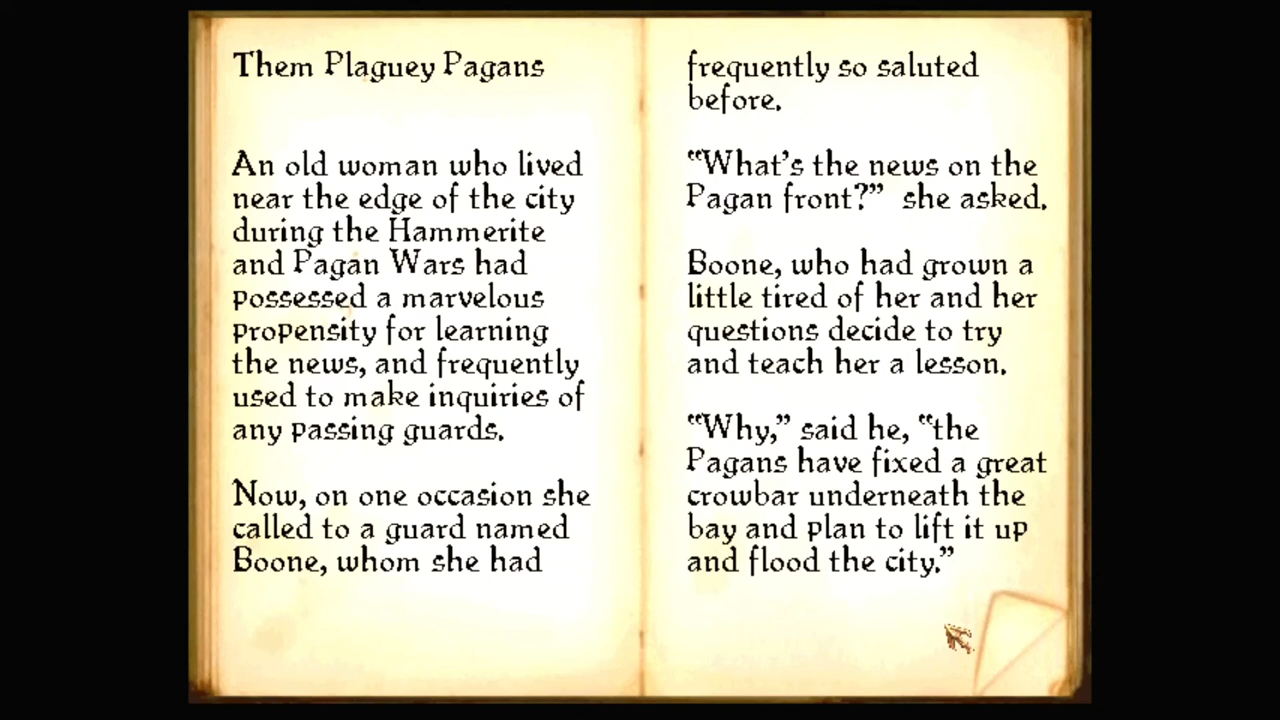 Them Plaguey Pagans
An old woman who lived
near the edge of the city
during the Hammerite
and Pagan Wars had
possessed a marvelous
propensity for learning
the news, and frequently
used to make inquiries of
any passing guards.
Now, on one occasion she
called to a guard named
Boone, whom she had
frequently so saluted
before.
“What’s the news on the
Pagan front?”  she asked.
Boone, who had grown a
little tired of her and her
questions decide to try
and teach her a lesson.
“Why,” said he, “the
Pagans have fixed a great
crowbar underneath the
bay and plan to lift it up
and flood the city.”